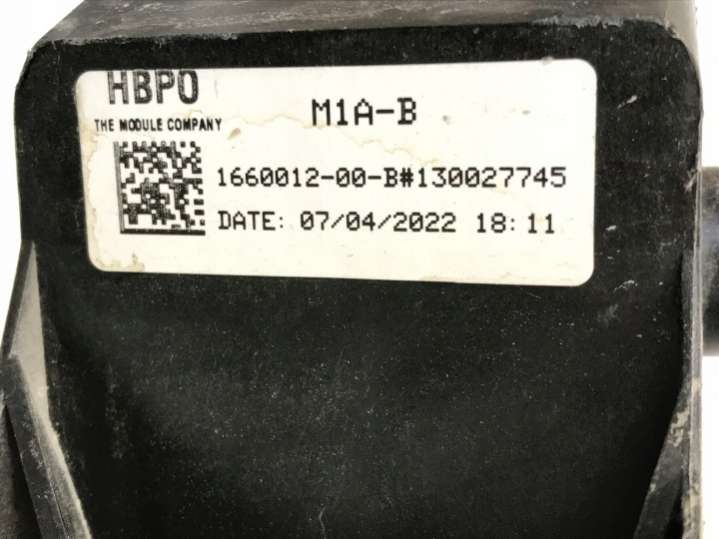 HBPO
THE MODULE COMPANY
M1A-B
1660012-00-B#130027745
DATE: 07/04/2022 18:11